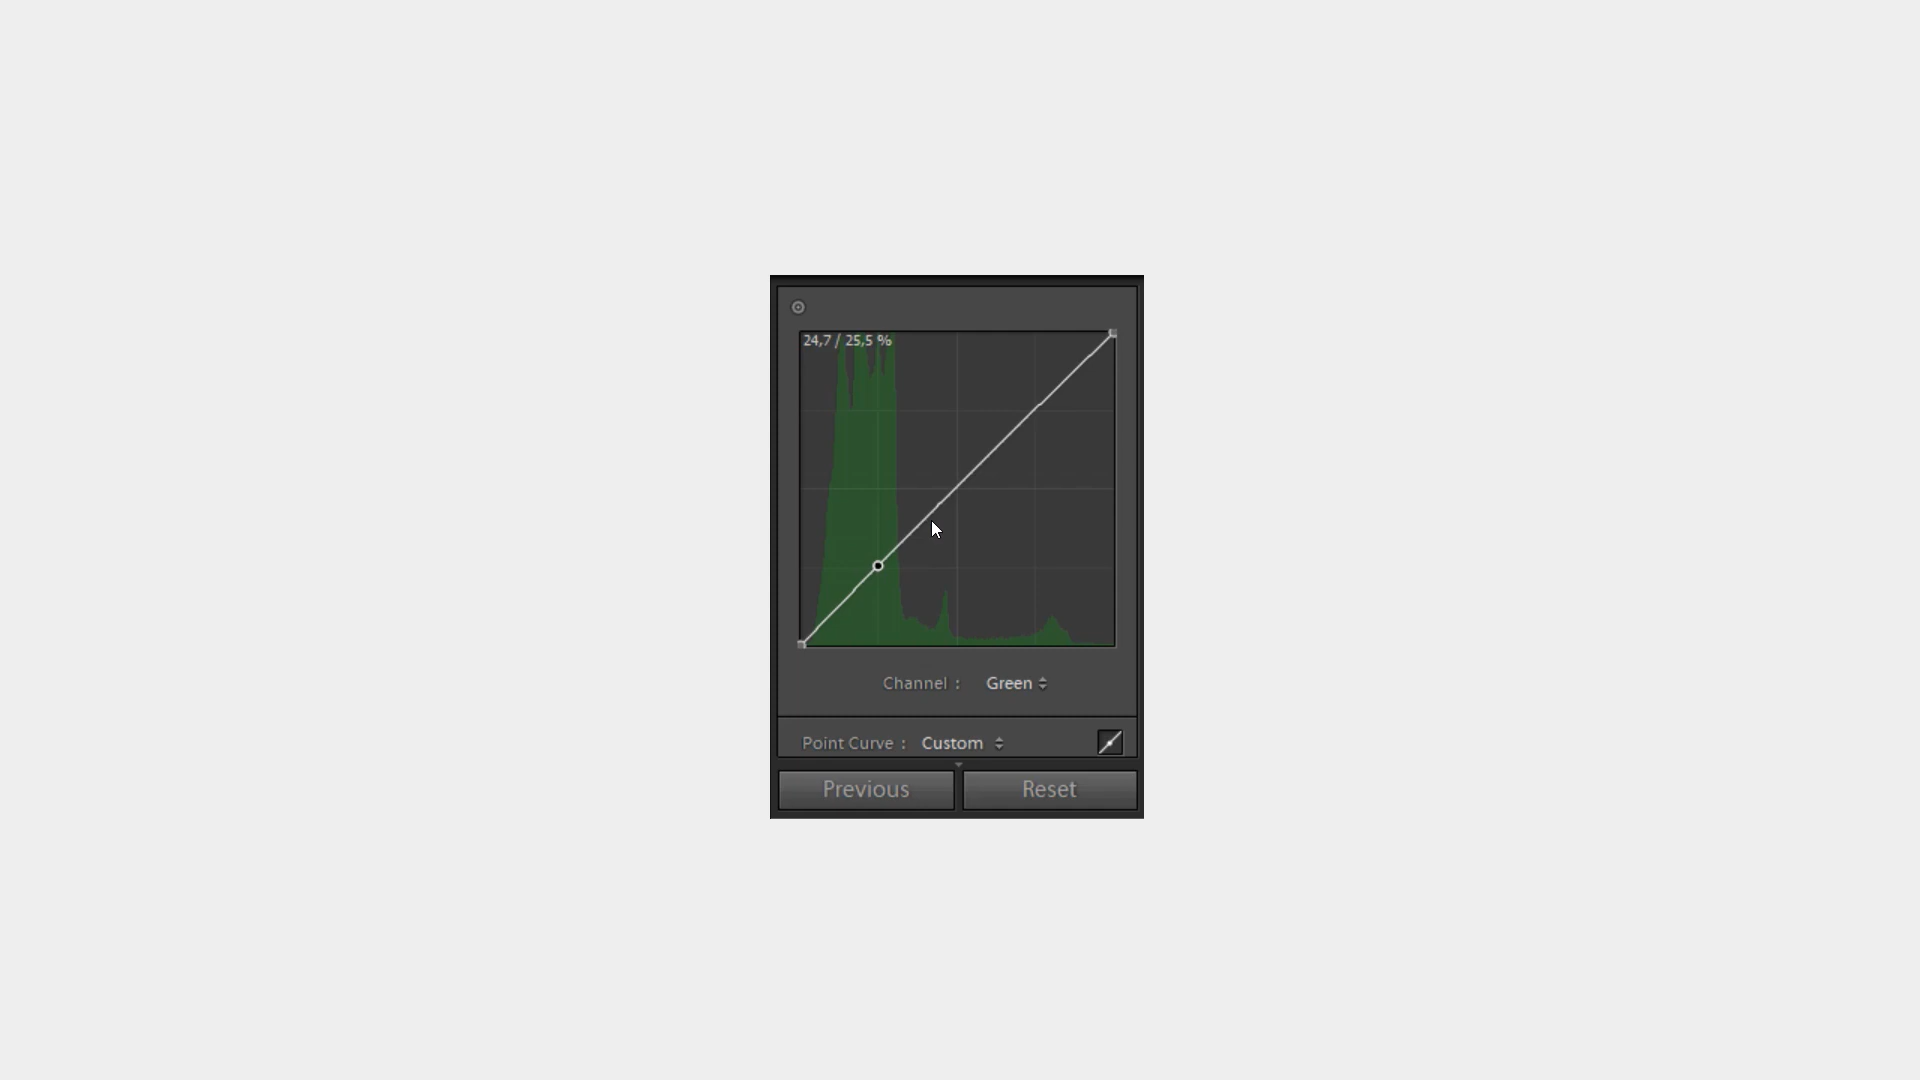 24,7 / 25,5 %
Channel : Green
Point Curve : Custom
Previous Reset